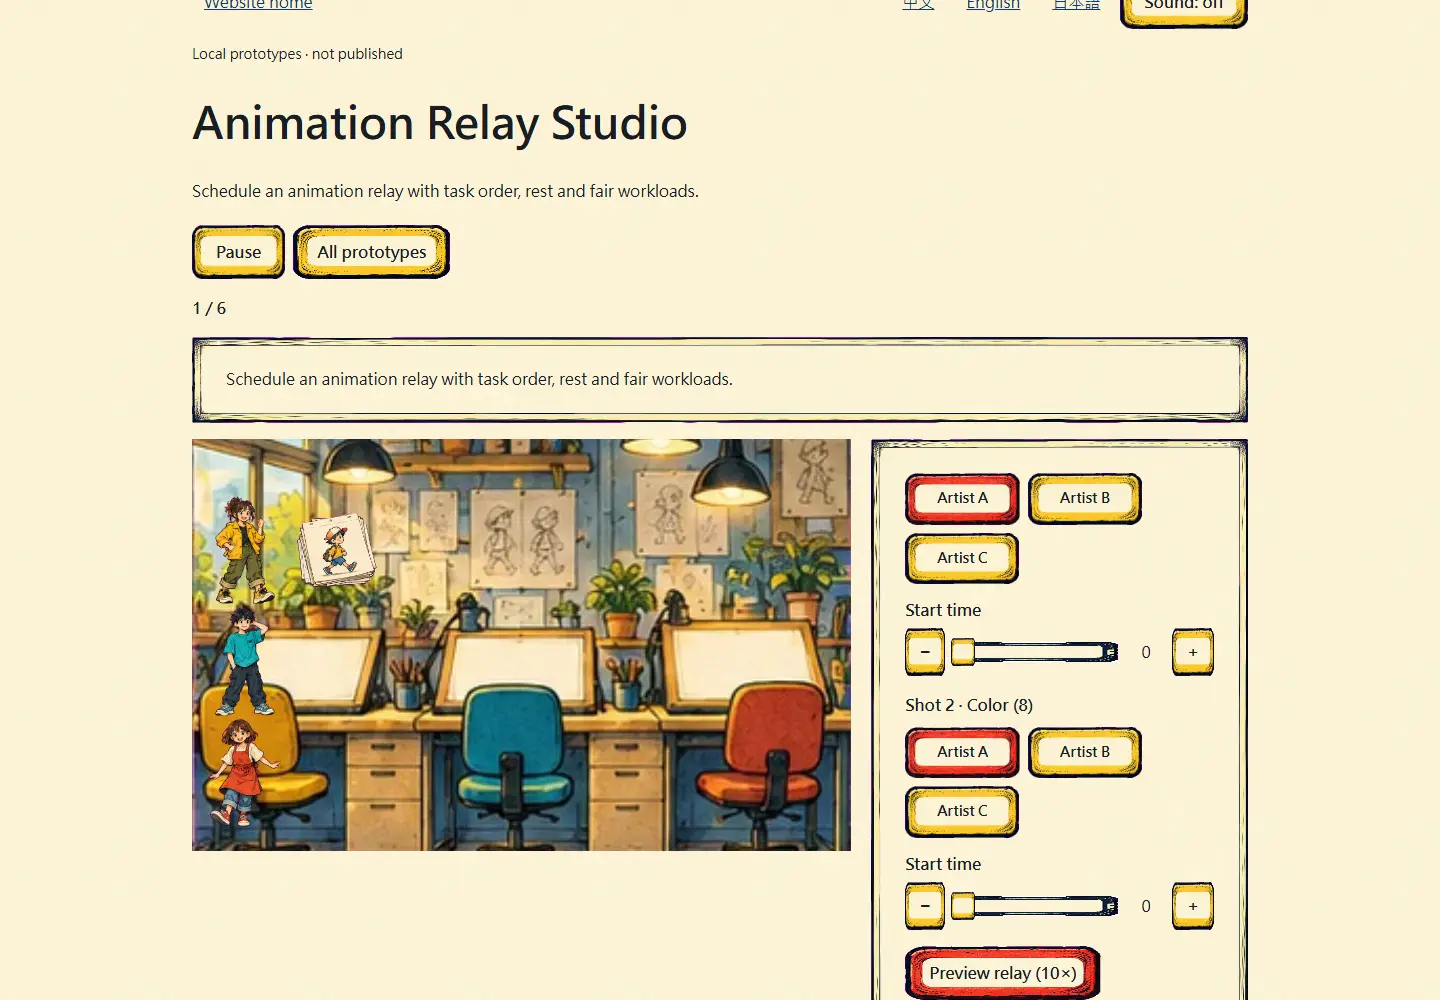 Website home
中文 English 日本語 Sound: off
Local prototypes · not published
Animation Relay Studio
Schedule an animation relay with task order, rest and fair workloads.
Pause All prototypes
1 / 6
Schedule an animation relay with task order, rest and fair workloads.
Artist A Artist B
Artist C
Start time
− 0 +
Shot 2 · Color (8)
Artist A Artist B
Artist C
Start time
− 0 +
Preview relay (10×)